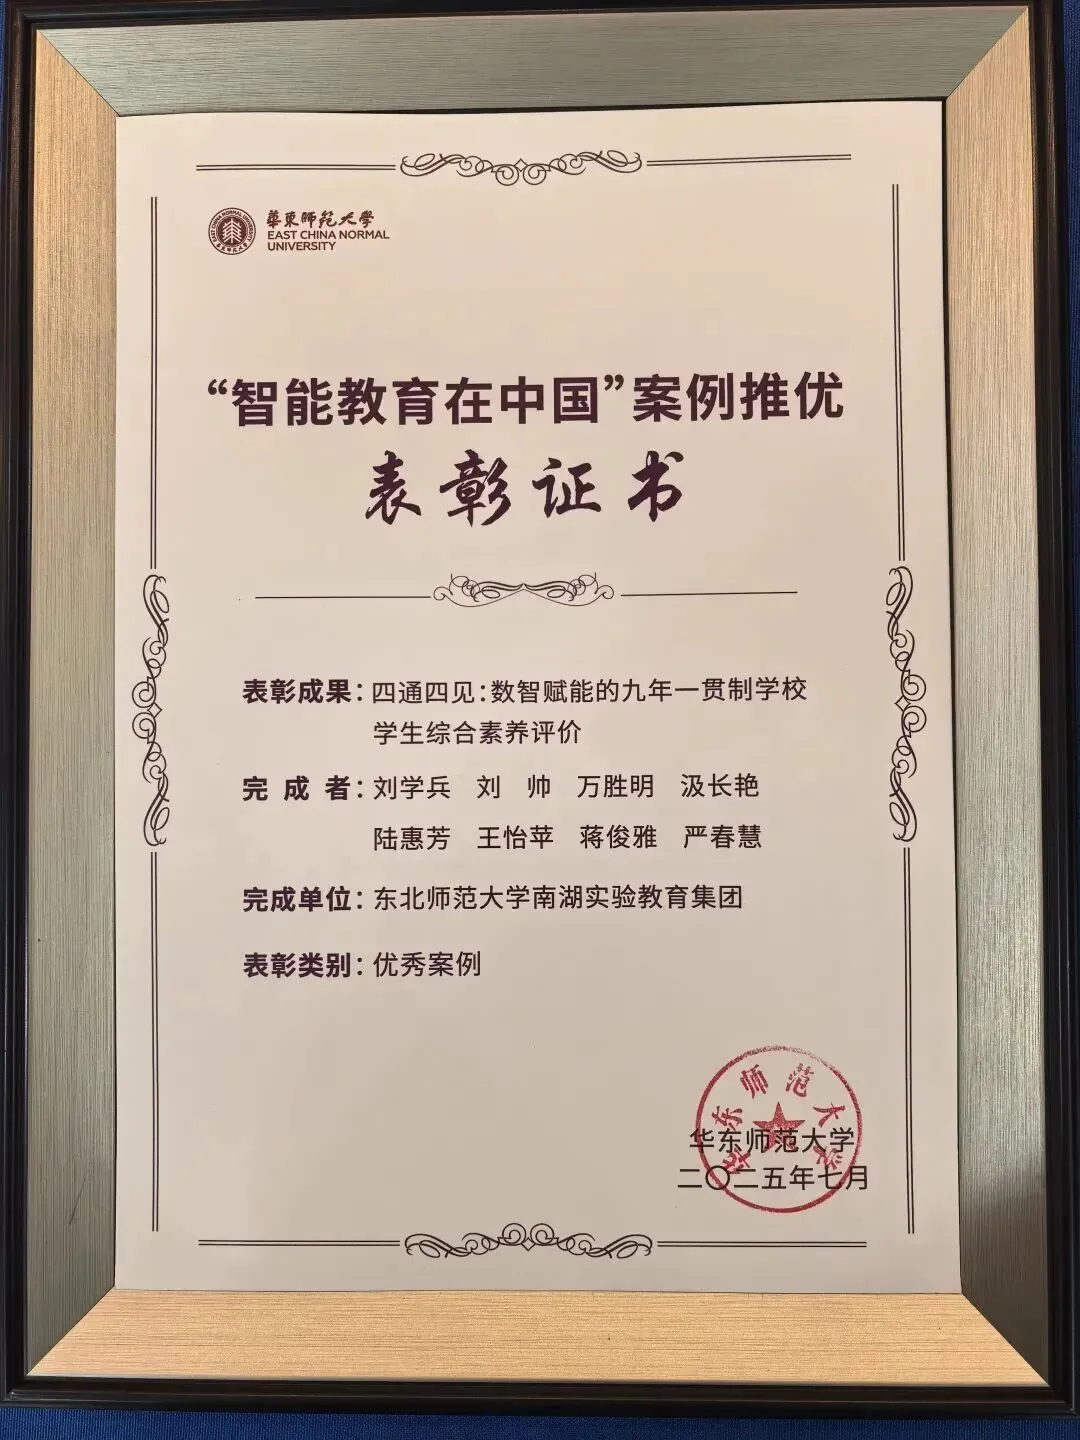 華東師範大學
EAST CHINA NORMAL
UNIVERSITY
“智能教育在中国”案例推优
表彰证书
表彰成果：四通四见：数智赋能的九年一贯制学校
学生综合素养评价
完成者：刘学兵 刘帅 万胜明 汲长艳
陆惠芳 王怡苹 蒋俊雅 严春慧
完成单位：东北师范大学南湖实验教育集团
表彰类别：优秀案例
华东师范大学
华东师范大学
二〇二五年七月